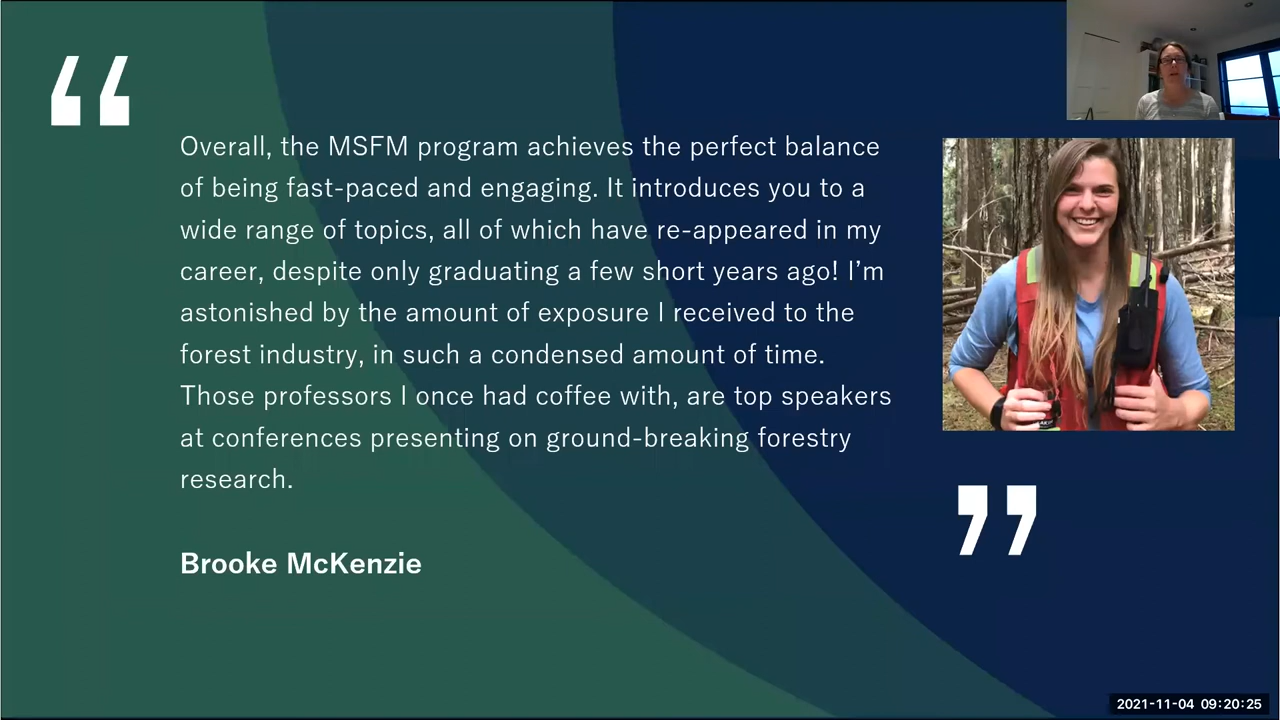 “
Overall, the MSFM program achieves the perfect balance
of being fast-paced and engaging. It introduces you to a
wide range of topics, all of which have re-appeared in my
career, despite only graduating a few short years ago! I’m
astonished by the amount of exposure I received to the
forest industry, in such a condensed amount of time.
Those professors I once had coffee with, are top speakers
at conferences presenting on ground-breaking forestry
research.
”
Brooke McKenzie
2021-11-04 09:20:25